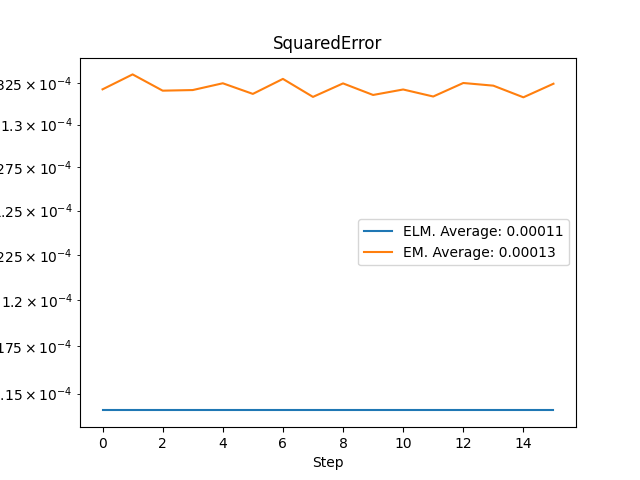 SquaredError
325 × 10⁻⁴
1.3 × 10⁻⁴
275 × 10⁻⁴
.25 × 10⁻⁴
225 × 10⁻⁴
1.2 × 10⁻⁴
175 × 10⁻⁴
.15 × 10⁻⁴
ELM. Average: 0.00011
EM. Average: 0.00013
0 2 4 6 8 10 12 14
Step